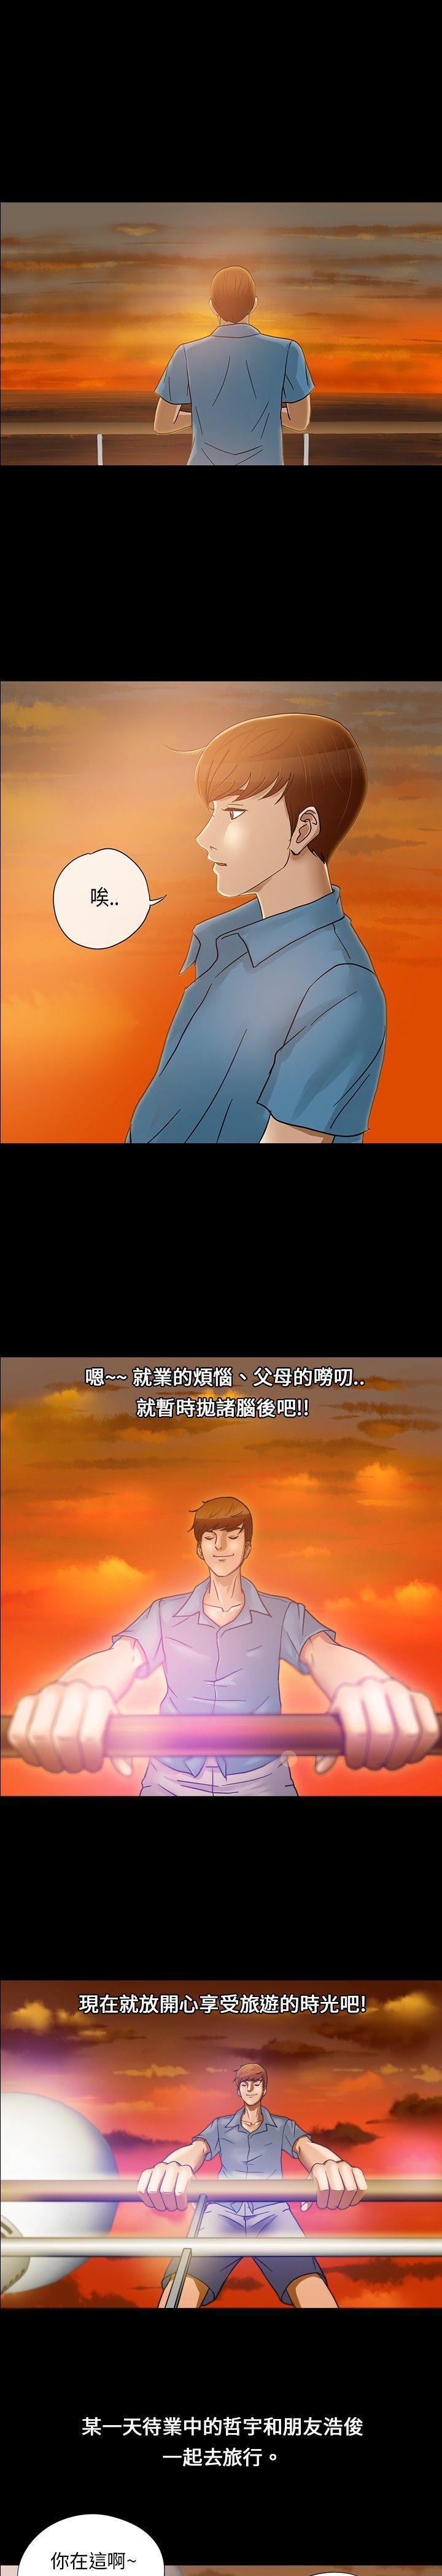 唉..
嗯~~ 就業的煩惱、父母的嘮叨..
就暫時拋諸腦後吧!!
現在就放開心享受旅遊的時光吧!
某一天待業中的哲宇和朋友浩俊
一起去旅行。
你在這啊~